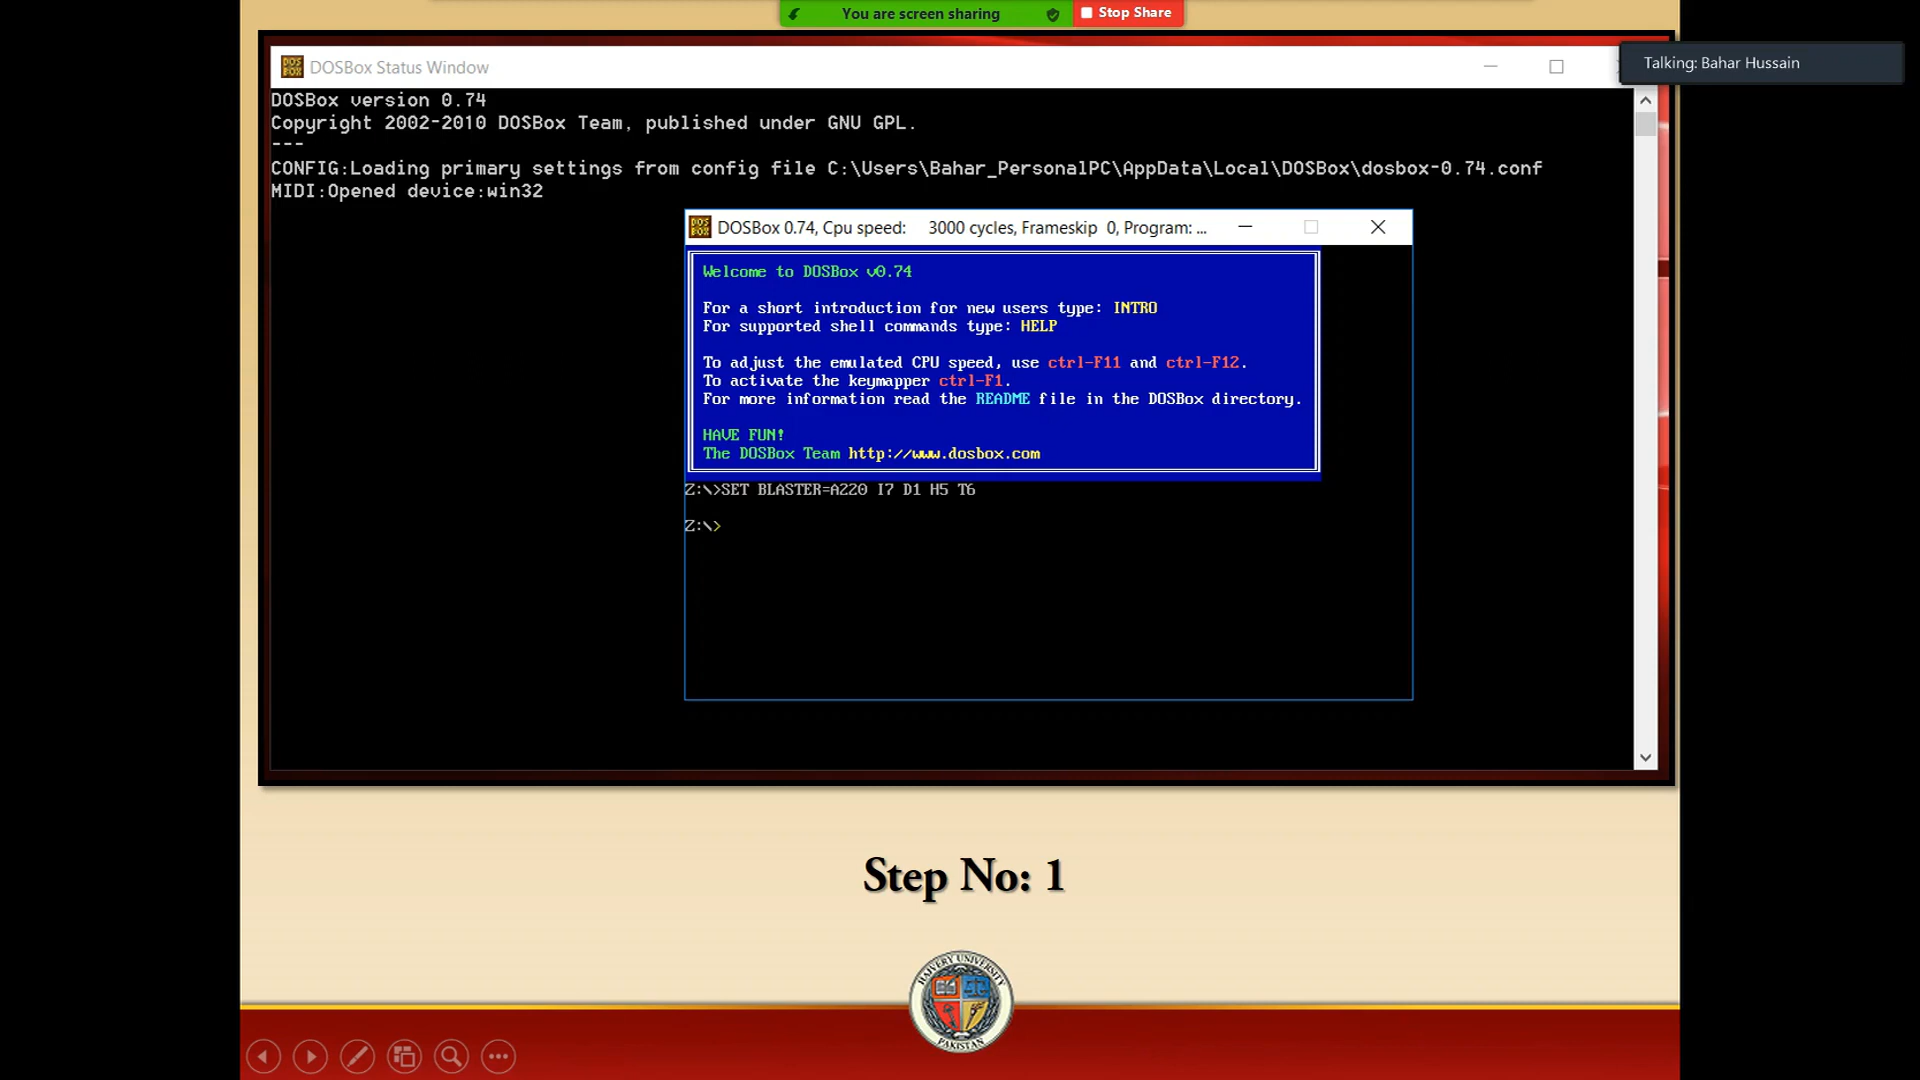 You are screen sharing
Stop Share
Talking: Bahar Hussain
DOSBox Status Window
DOSBox version 0.74
Copyright 2002-2010 DOSBox Team, published under GNU GPL.
---
CONFIG:Loading primary settings from config file C:\Users\Bahar_PersonalPC\AppData\Local\DOSBox\dosbox-0.74.conf
MIDI:Opened device:win32
DOSBox 0.74, Cpu speed: 3000 cycles, Frameskip 0, Program: ...
Welcome to DOSBox v0.74
For a short introduction for new users type: INTRO
For supported shell commands type: HELP
To adjust the emulated CPU speed, use ctrl-F11 and ctrl-F12.
To activate the keymapper ctrl-F1.
For more information read the README file in the DOSBox directory.
HAVE FUN!
The DOSBox Team http://www.dosbox.com
Z:\>SET BLASTER=A220 I7 D1 H5 T6
Z:\>
Step No: 1
UNIVERSITY
PAKISTAN